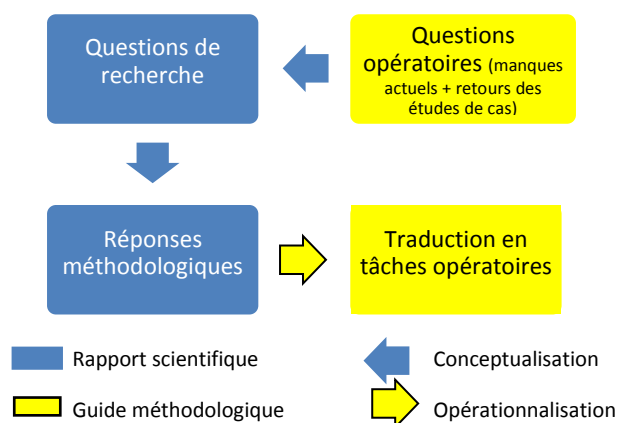 Questions de
recherche
Questions
opératoires (manques
actuels + retours des
études de cas)
Réponses
méthodologiques
Traduction en
tâches opératoires
Rapport scientifique
Conceptualisation
Guide méthodologique
Opérationnalisation